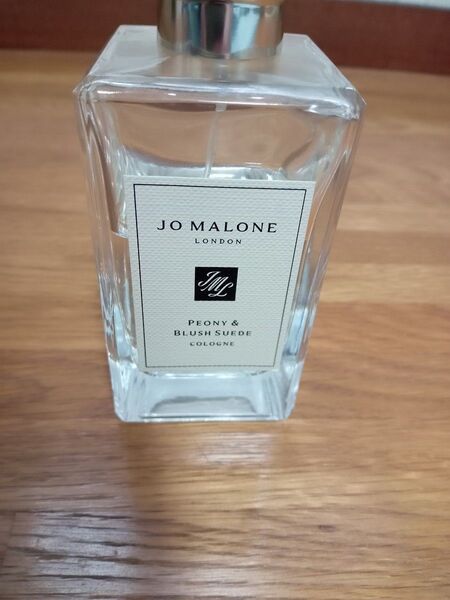 JO MALONE
LONDON
JML
PEONY &
BLUSH SUEDE
COLOGNE